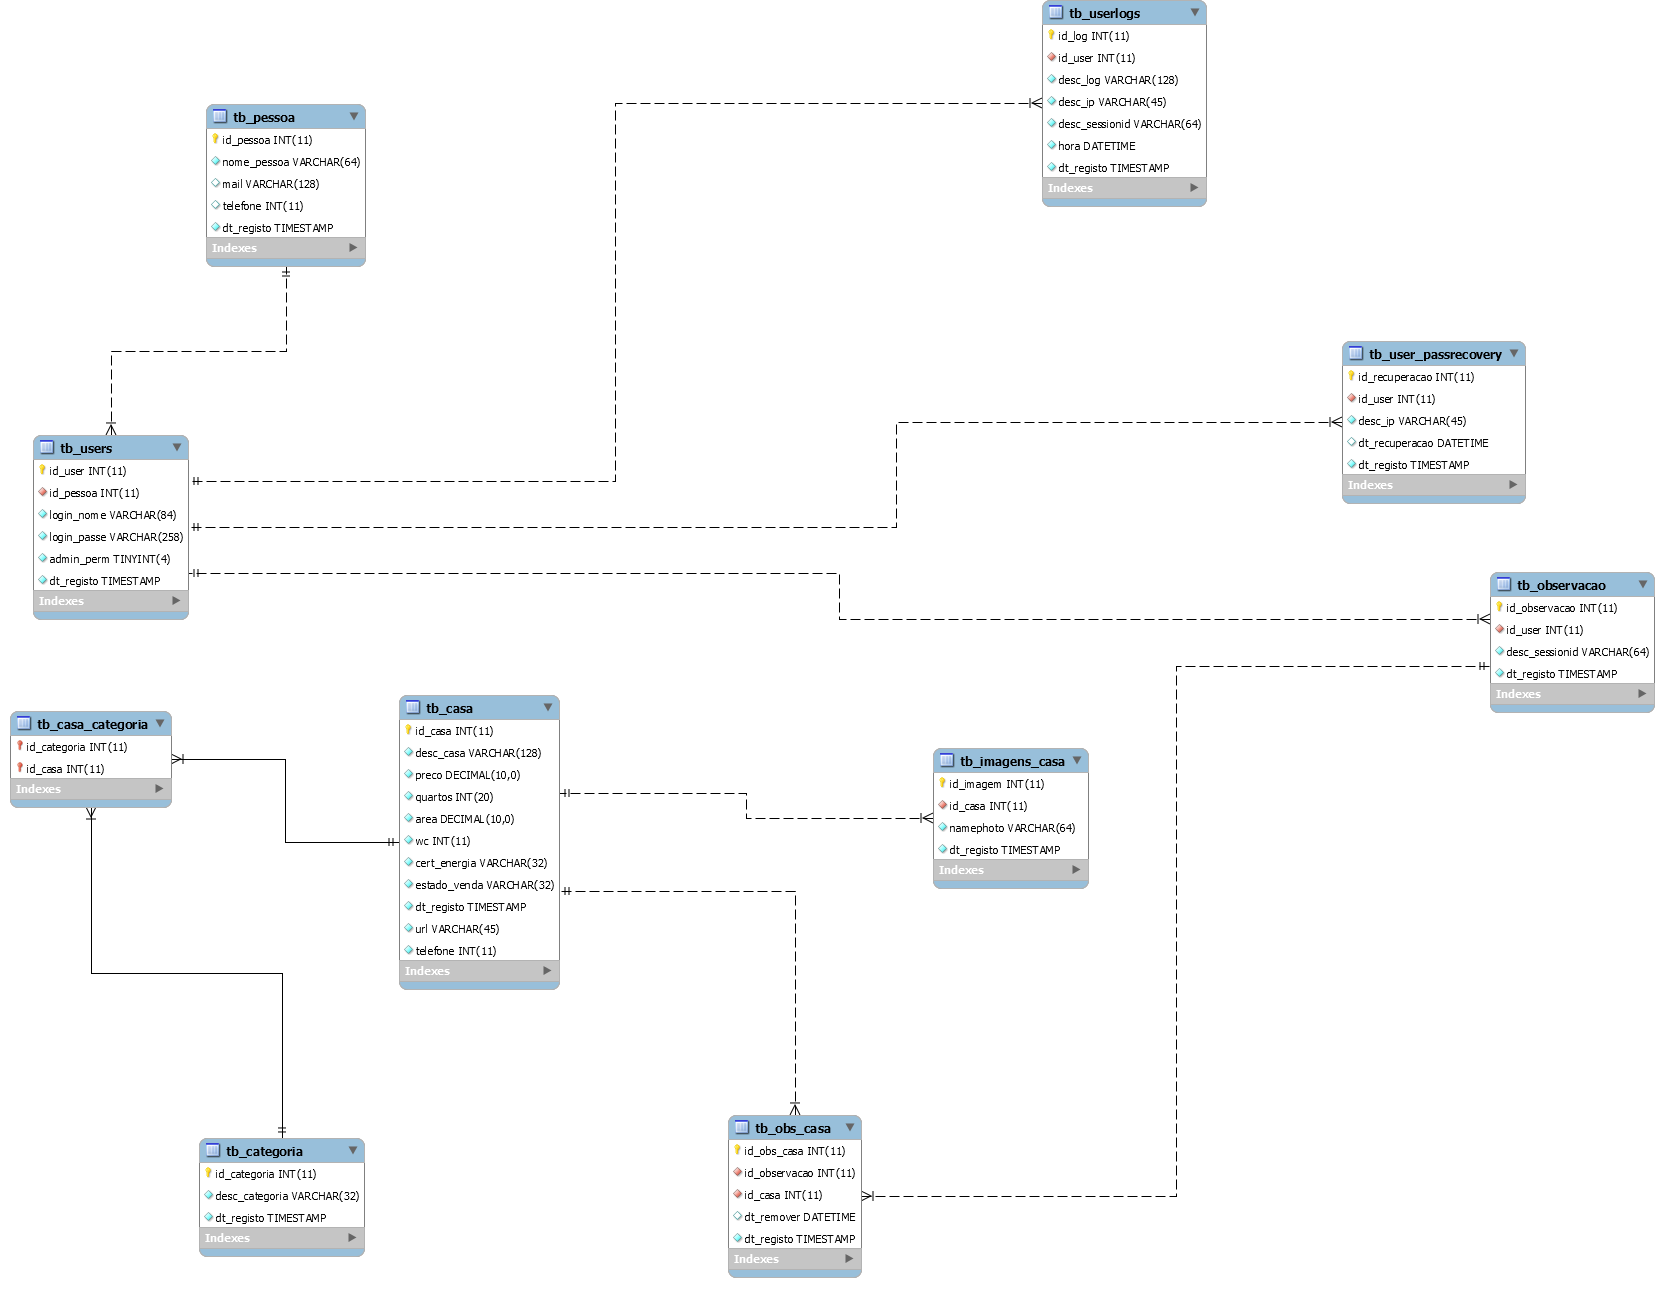 tb_userlogs
id_log INT(11)
id_user INT(11)
desc_log VARCHAR(128)
desc_ip VARCHAR(45)
desc_sessionid VARCHAR(64)
hora DATETIME
dt_registo TIMESTAMP
Indexes
tb_pessoa
id_pessoa INT(11)
nome_pessoa VARCHAR(64)
mail VARCHAR(128)
telefone INT(11)
dt_registo TIMESTAMP
Indexes
tb_user_passrecovery
id_recuperacao INT(11)
id_user INT(11)
desc_ip VARCHAR(45)
dt_recuperacao DATETIME
dt_registo TIMESTAMP
Indexes
tb_users
id_user INT(11)
id_pessoa INT(11)
login_nome VARCHAR(84)
login_passe VARCHAR(258)
admin_perm TINYINT(4)
dt_registo TIMESTAMP
Indexes
tb_observacao
id_observacao INT(11)
id_user INT(11)
desc_sessionid VARCHAR(64)
dt_registo TIMESTAMP
Indexes
tb_casa_categoria
id_categoria INT(11)
id_casa INT(11)
Indexes
tb_casa
id_casa INT(11)
desc_casa VARCHAR(128)
preco DECIMAL(10,0)
quartos INT(20)
area DECIMAL(10,0)
wc INT(11)
cert_energia VARCHAR(32)
estado_venda VARCHAR(32)
dt_registo TIMESTAMP
url VARCHAR(45)
telefone INT(11)
Indexes
tb_imagens_casa
id_imagem INT(11)
id_casa INT(11)
namephoto VARCHAR(64)
dt_registo TIMESTAMP
Indexes
tb_categoria
id_categoria INT(11)
desc_categoria VARCHAR(32)
dt_registo TIMESTAMP
Indexes
tb_obs_casa
id_obs_casa INT(11)
id_observacao INT(11)
id_casa INT(11)
dt_remover DATETIME
dt_registo TIMESTAMP
Indexes